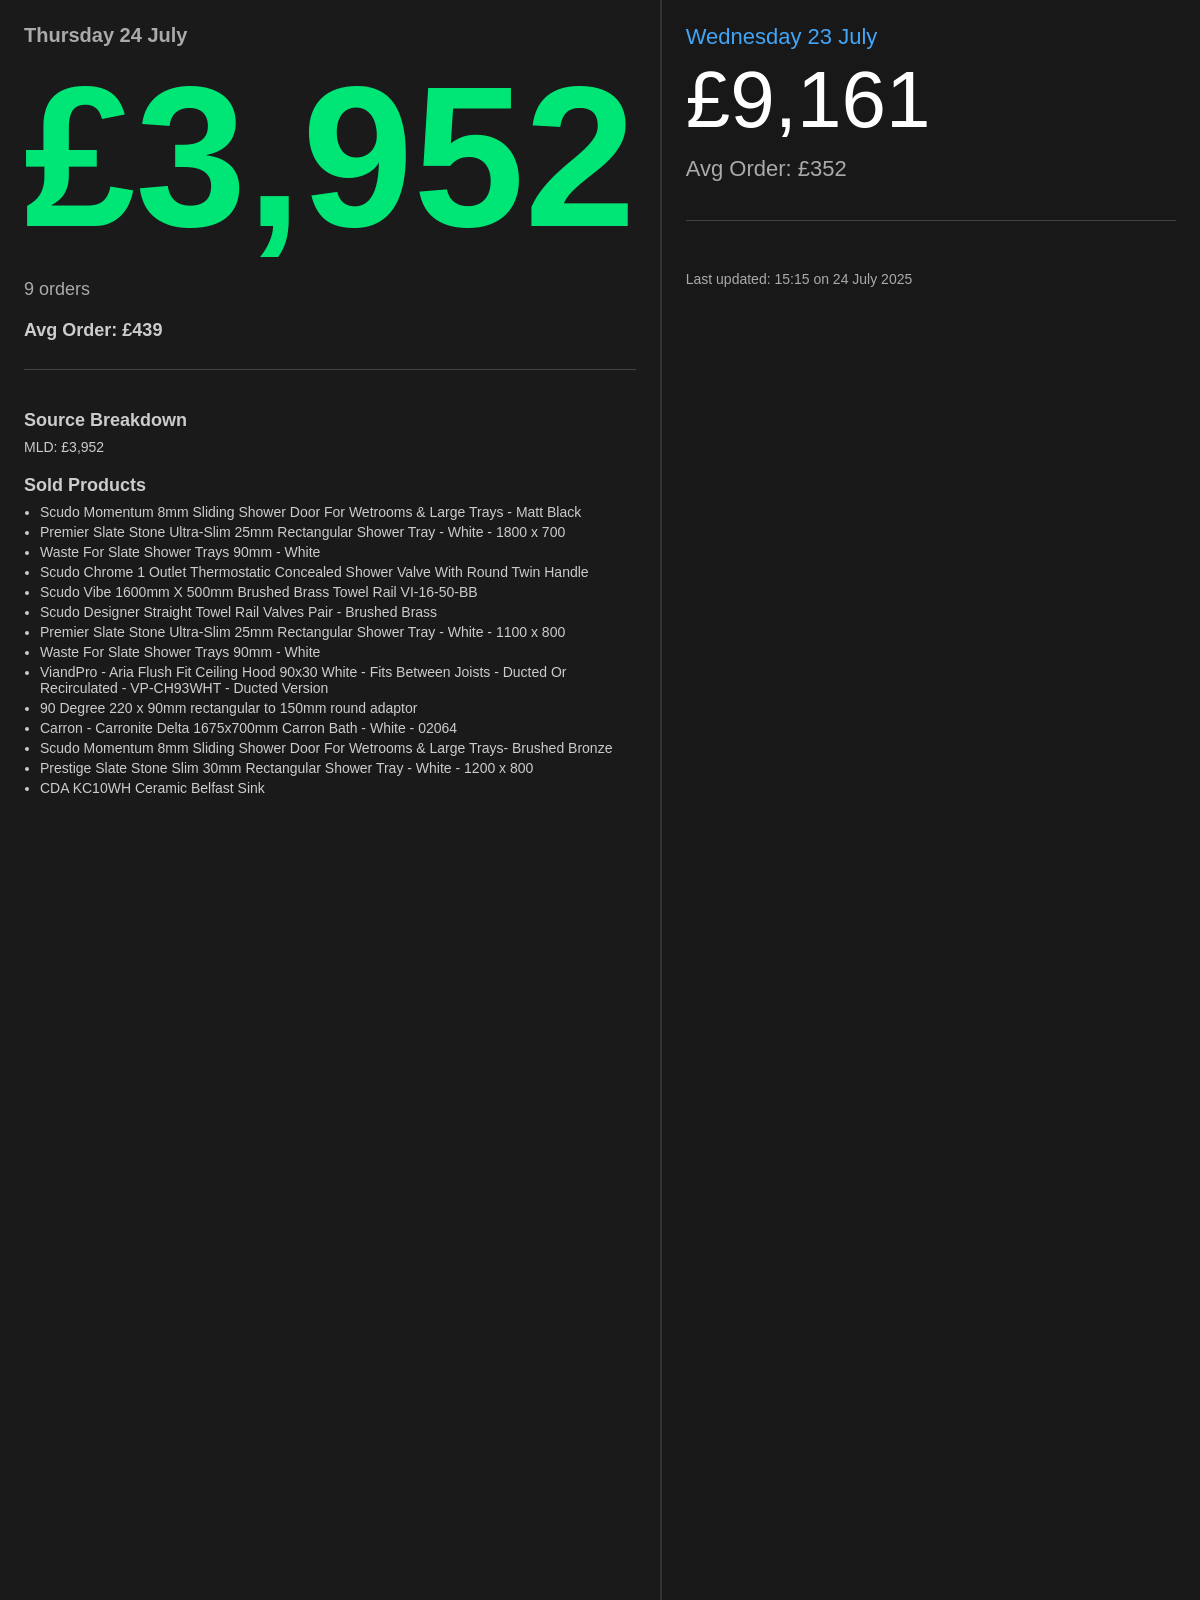 Thursday 24 July
£3,952
9 orders
Avg Order: £439
Source Breakdown
MLD: £3,952
Sold Products
Scudo Momentum 8mm Sliding Shower Door For Wetrooms & Large Trays - Matt Black
Premier Slate Stone Ultra-Slim 25mm Rectangular Shower Tray - White - 1800 x 700
Waste For Slate Shower Trays 90mm - White
Scudo Chrome 1 Outlet Thermostatic Concealed Shower Valve With Round Twin Handle
Scudo Vibe 1600mm X 500mm Brushed Brass Towel Rail VI-16-50-BB
Scudo Designer Straight Towel Rail Valves Pair - Brushed Brass
Premier Slate Stone Ultra-Slim 25mm Rectangular Shower Tray - White - 1100 x 800
Waste For Slate Shower Trays 90mm - White
ViandPro - Aria Flush Fit Ceiling Hood 90x30 White - Fits Between Joists - Ducted Or
Recirculated - VP-CH93WHT - Ducted Version
90 Degree 220 x 90mm rectangular to 150mm round adaptor
Carron - Carronite Delta 1675x700mm Carron Bath - White - 02064
Scudo Momentum 8mm Sliding Shower Door For Wetrooms & Large Trays- Brushed Bronze
Prestige Slate Stone Slim 30mm Rectangular Shower Tray - White - 1200 x 800
CDA KC10WH Ceramic Belfast Sink
Wednesday 23 July
£9,161
Avg Order: £352
Last updated: 15:15 on 24 July 2025